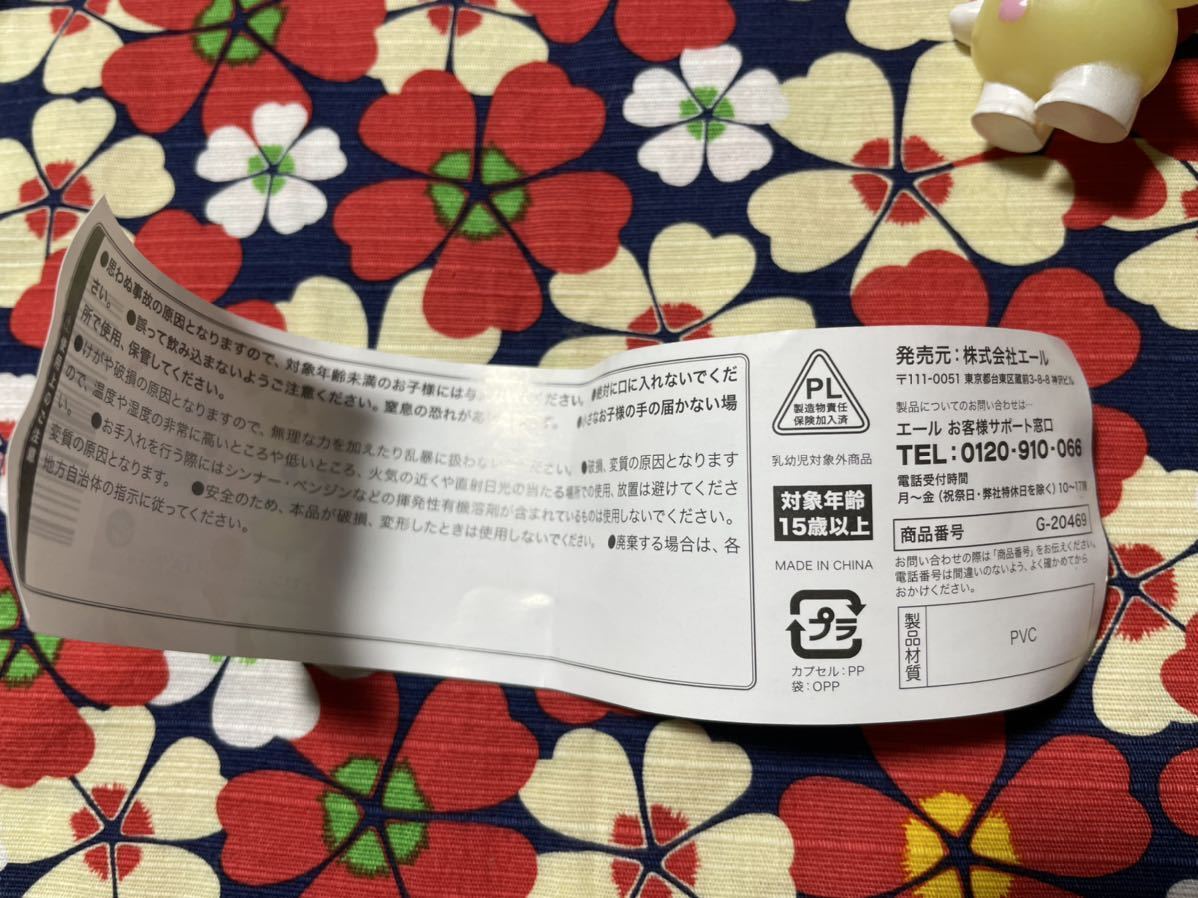 使用上のご注意
●思わぬ事故の原因となりますので、対象年齢未満のお子様には与えないでください。●絶対に口に入れないでくだ
さい。 ●誤って飲み込まないようご注意ください。窒息の恐れがあります。 ●小さなお子様の手の届かない場
所で使用、保管してください。
●けがや破損の原因となりますので、無理な力を加えたり乱暴に扱わないでください。 ●破損、変質の原因となります
ので、温度や湿度の非常に高いところや低いところ、火気の近くや直射日光の当たる場所での使用、放置は避けてくださ
い。 ●お手入れを行う際にはシンナー・ベンジンなどの揮発性有機溶剤が含まれているものは使用しないでください。
変質の原因となります。 ●安全のため、本品が破損、変形したときは使用しないでください。 ●廃棄する場合は、各
地方自治体の指示に従ってください。
PL
製造物責任
保険加入済
乳幼児対象外商品
対象年齢
15歳以上
MADE IN CHINA
プラ
カプセル:PP
袋:OPP
発売元:株式会社エール
〒111-0051 東京都台東区蔵前3-8-8 神沢ビル
製品についてのお問い合わせは…
エール お客様サポート窓口
TEL:0120-910-066
電話受付時間
月〜金(祝祭日・弊社特休日を除く)10〜17時
商品番号 G-20469
お問い合わせの際は「商品番号」をお伝えください。
電話番号は間違いのないよう、よく確かめてから
おかけください。
製品材質 PVC